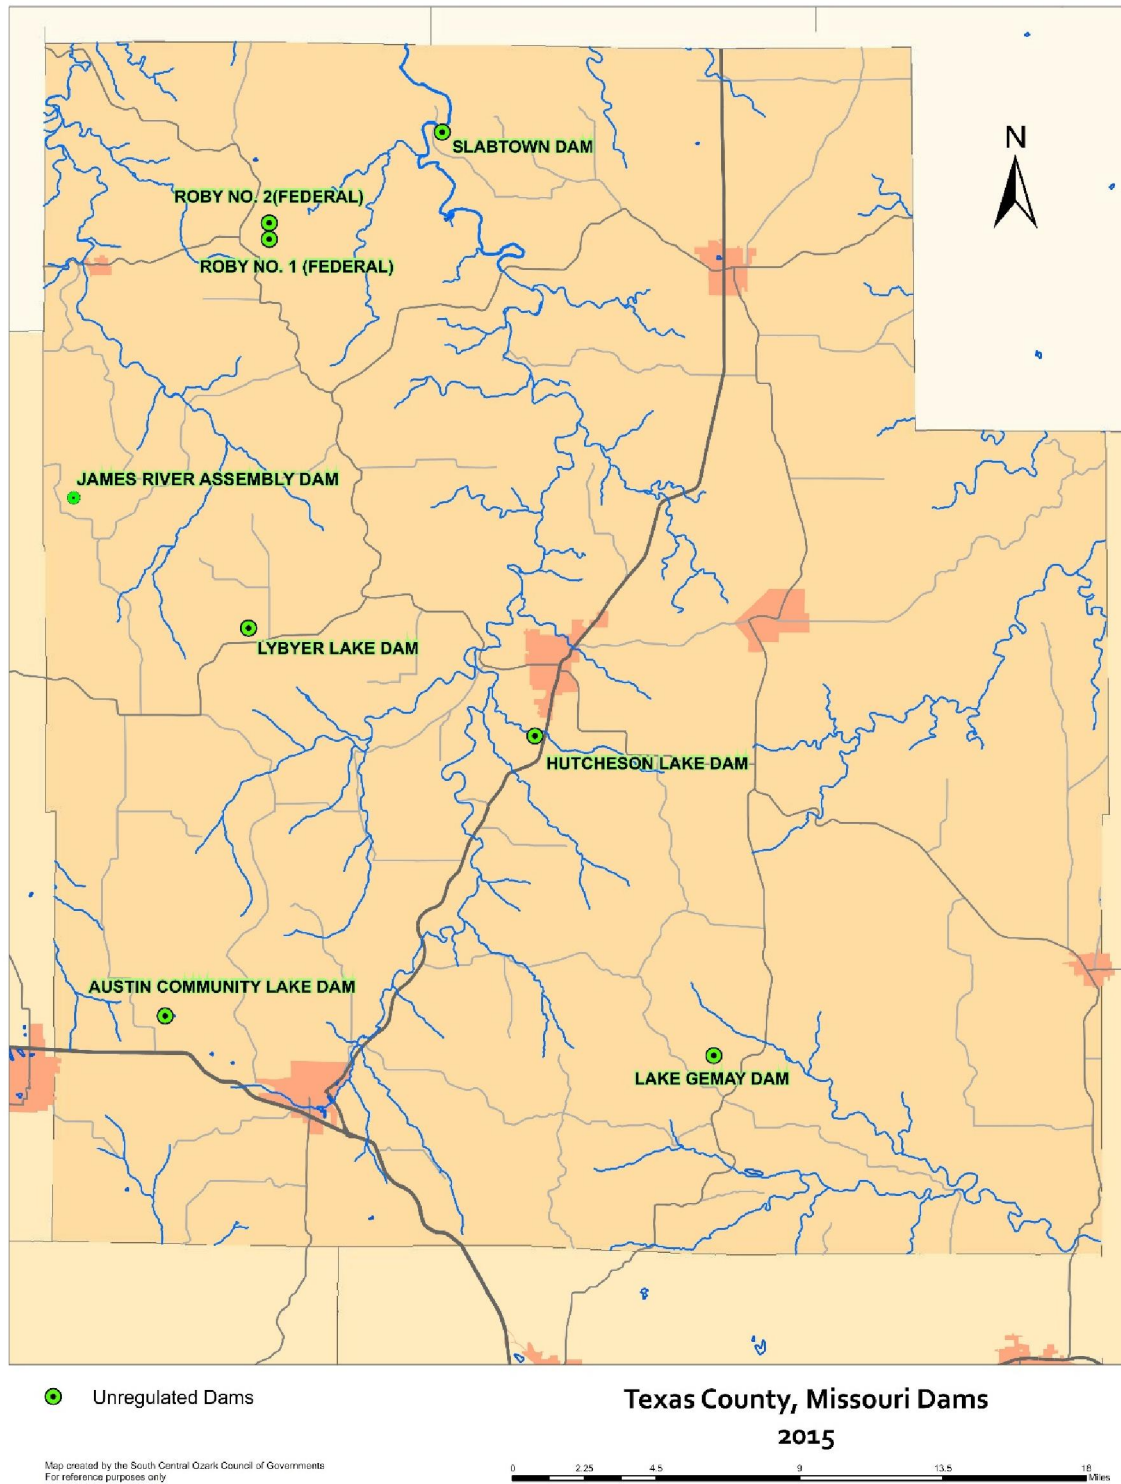 N
SLABTOWN DAM
ROBY NO. 2(FEDERAL)
ROBY NO. 1 (FEDERAL)
JAMES RIVER ASSEMBLY DAM
LYBYER LAKE DAM
HUTCHESON LAKE DAM
AUSTIN COMMUNITY LAKE DAM
LAKE GEMAY DAM
Unregulated Dams
Texas County, Missouri Dams
2015
Map created by the South Central Ozark Council of Governments
For reference purposes only
0 2.25 4.5 9 13.5 18
Miles